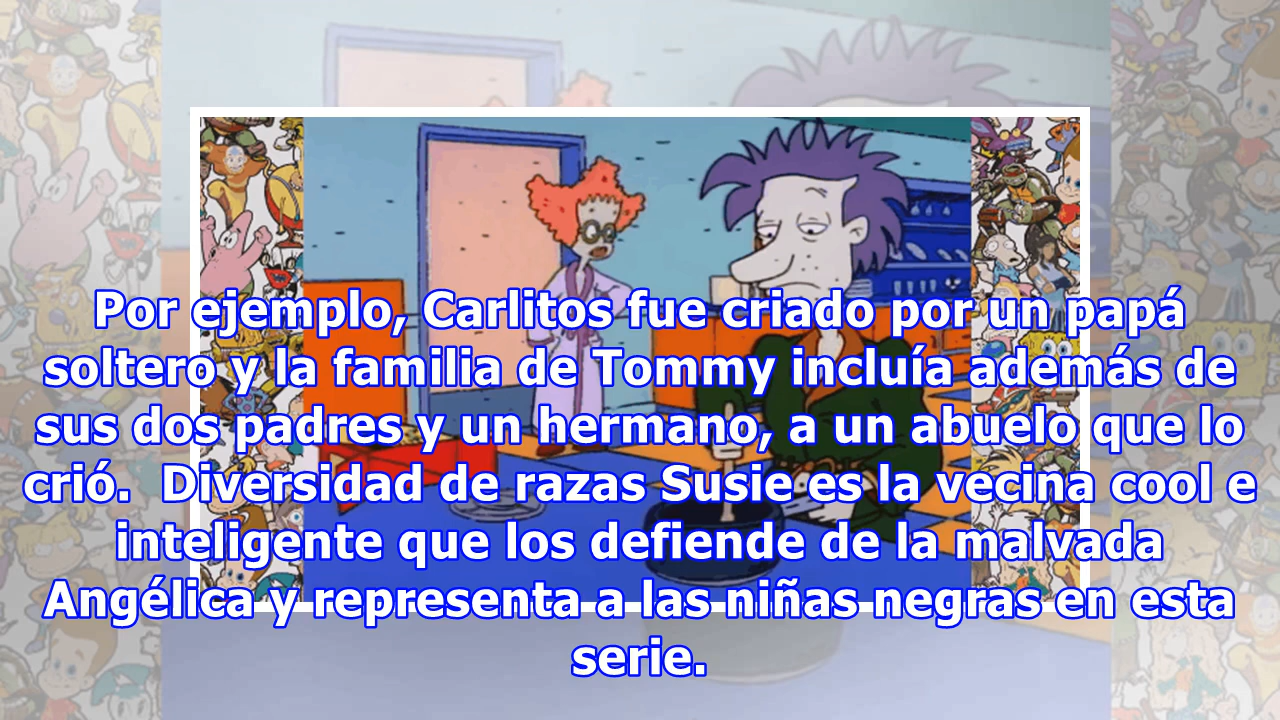 Por ejemplo, Carlitos fue criado por un papá
soltero y la familia de Tommy incluía además de
sus dos padres y un hermano, a un abuelo que lo
crió.  Diversidad de razas Susie es la vecina cool e
inteligente que los defiende de la malvada
Angélica y representa a las niñas negras en esta
serie.